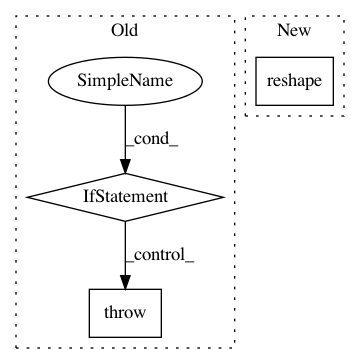 Old
New
SimpleName
reshape
_cond_
IfStatement
_control_
throw